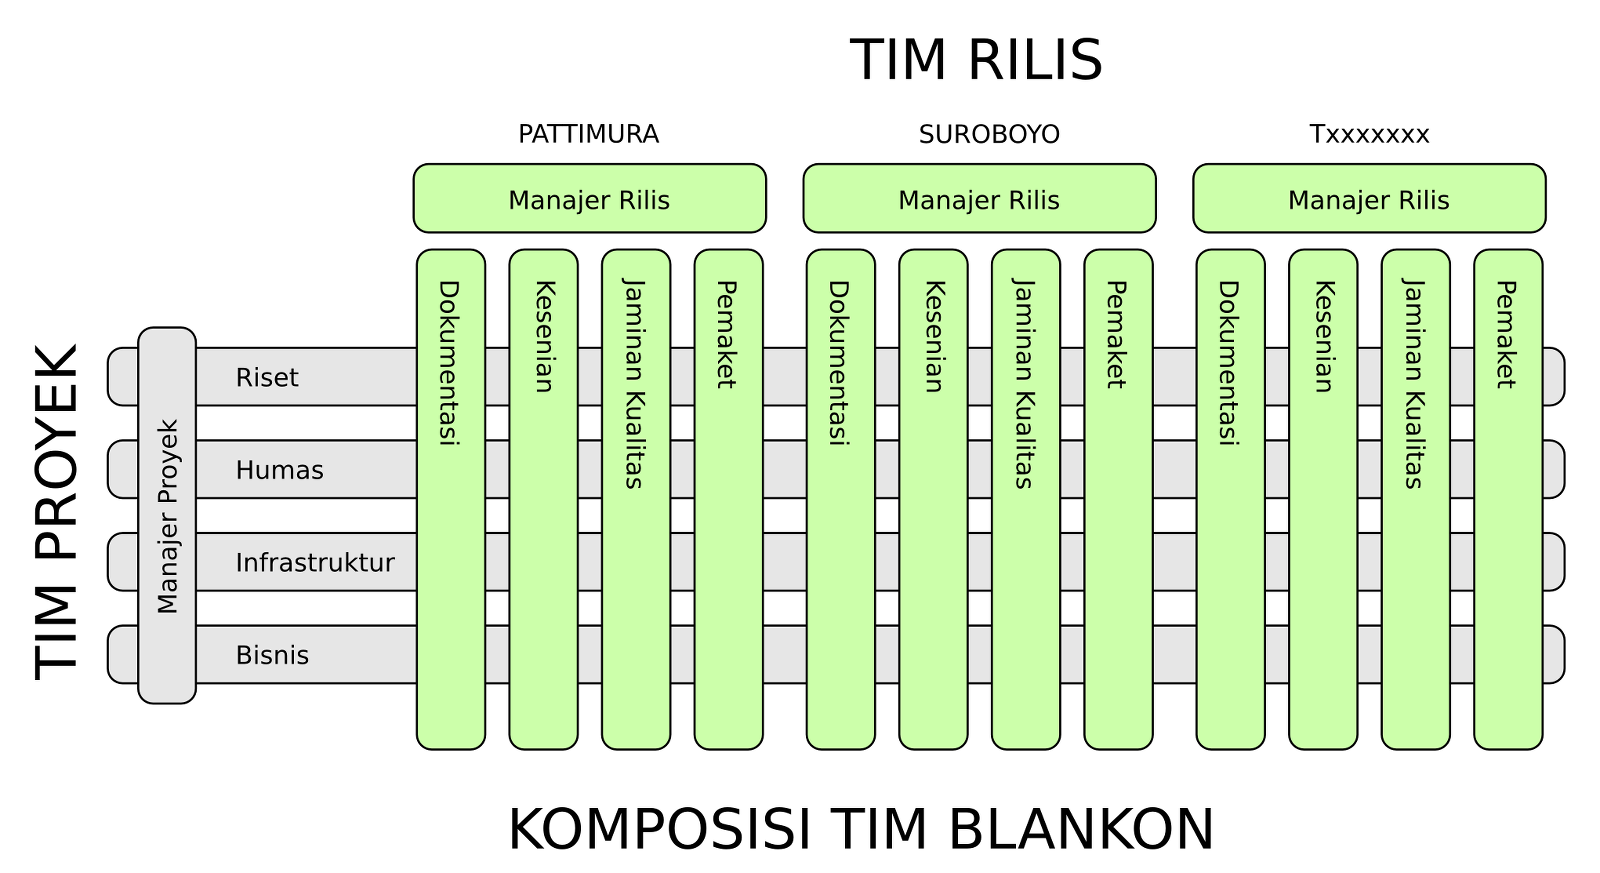 TIM RILIS
PATTIMURA
SUROBOYO
Txxxxxxx
Manajer Rilis
Manajer Rilis
Manajer Rilis
Dokumentasi
Kesenian
Jaminan Kualitas
Pemaket
Dokumentasi
Kesenian
Jaminan Kualitas
Pemaket
Dokumentasi
Kesenian
Jaminan Kualitas
Pemaket
TIM PROYEK
Manajer Proyek
Riset
Humas
Infrastruktur
Bisnis
KOMPOSISI TIM BLANKON